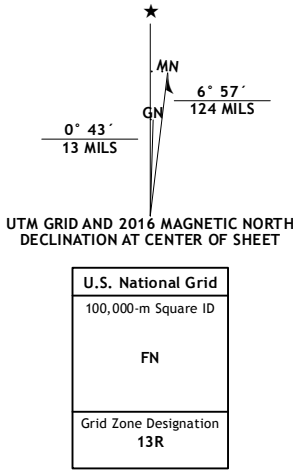 MN
6° 57´
124 MILS
GN
0° 43´
13 MILS
UTM GRID AND 2016 MAGNETIC NORTH
DECLINATION AT CENTER OF SHEET
U.S. National Grid
100,000-m Square ID
FN
Grid Zone Designation
13R